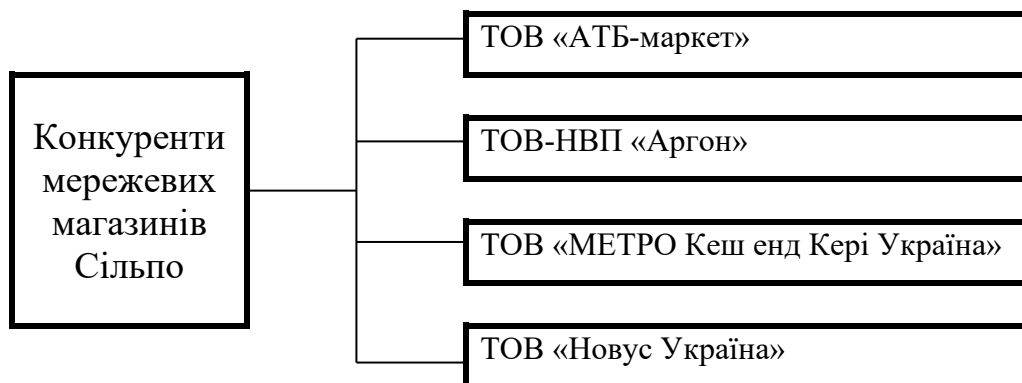 Конкуренти
мережевих
магазинів
Сільпо
ТОВ «АТБ-маркет»
ТОВ-НВП «Аргон»
ТОВ «МЕТРО Кеш енд Кері Україна»
ТОВ «Новус Україна»